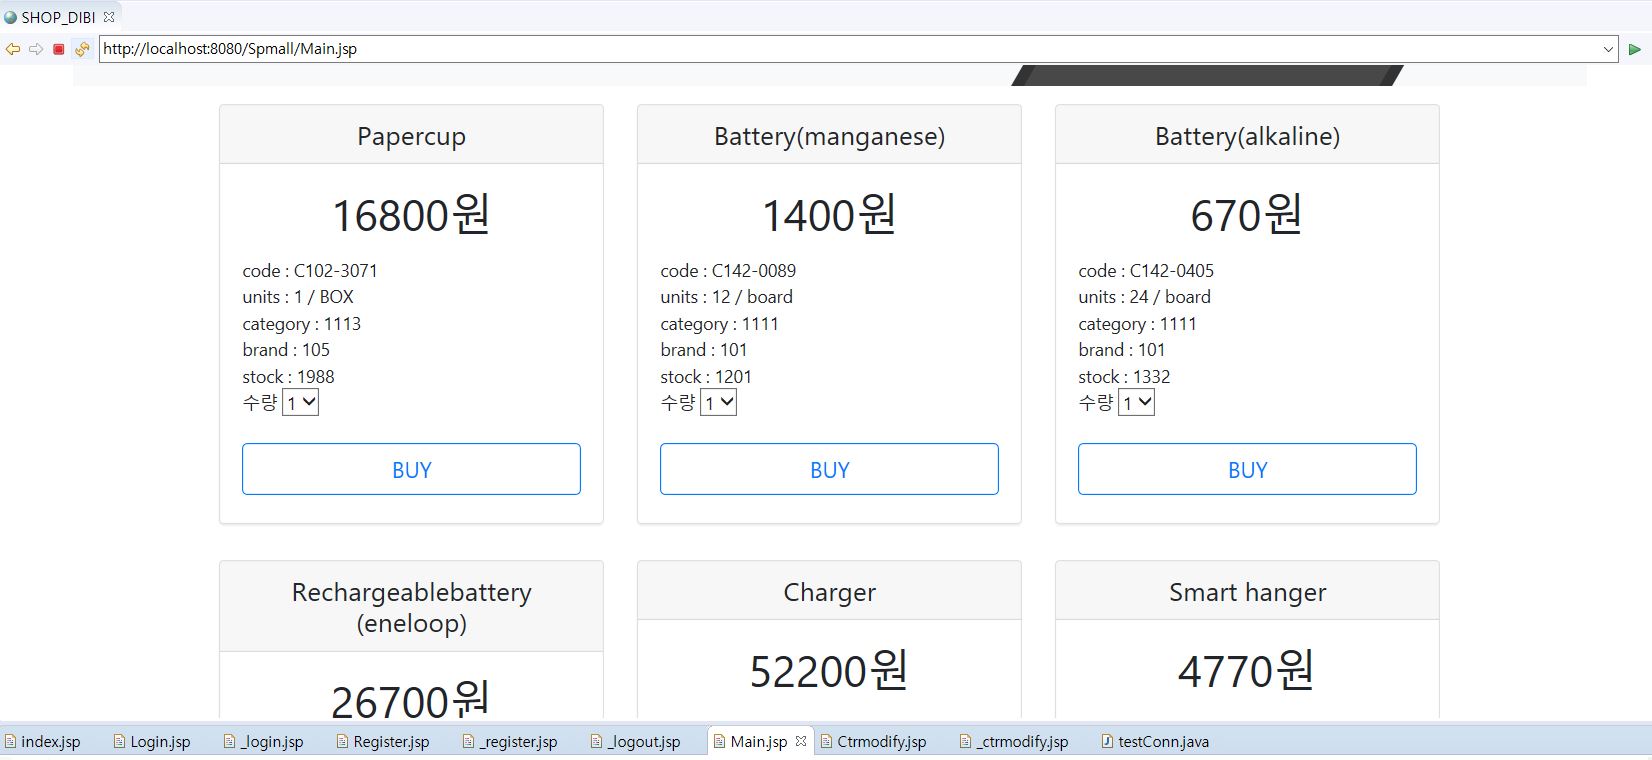 SHOP_DIBI
http://localhost:8080/Spmall/Main.jsp
Papercup
16800원
code : C102-3071
units : 1 / BOX
category : 1113
brand : 105
stock : 1988
수량 1
BUY
Battery(manganese)
1400원
code : C142-0089
units : 12 / board
category : 1111
brand : 101
stock : 1201
수량 1
BUY
Battery(alkaline)
670원
code : C142-0405
units : 24 / board
category : 1111
brand : 101
stock : 1332
수량 1
BUY
Rechargeablebattery
(eneloop)
26700원
Charger
52200원
Smart hanger
4770원
index.jsp Login.jsp _login.jsp Register.jsp _register.jsp _logout.jsp Main.jsp Ctrmodify.jsp _ctrmodify.jsp testConn.java